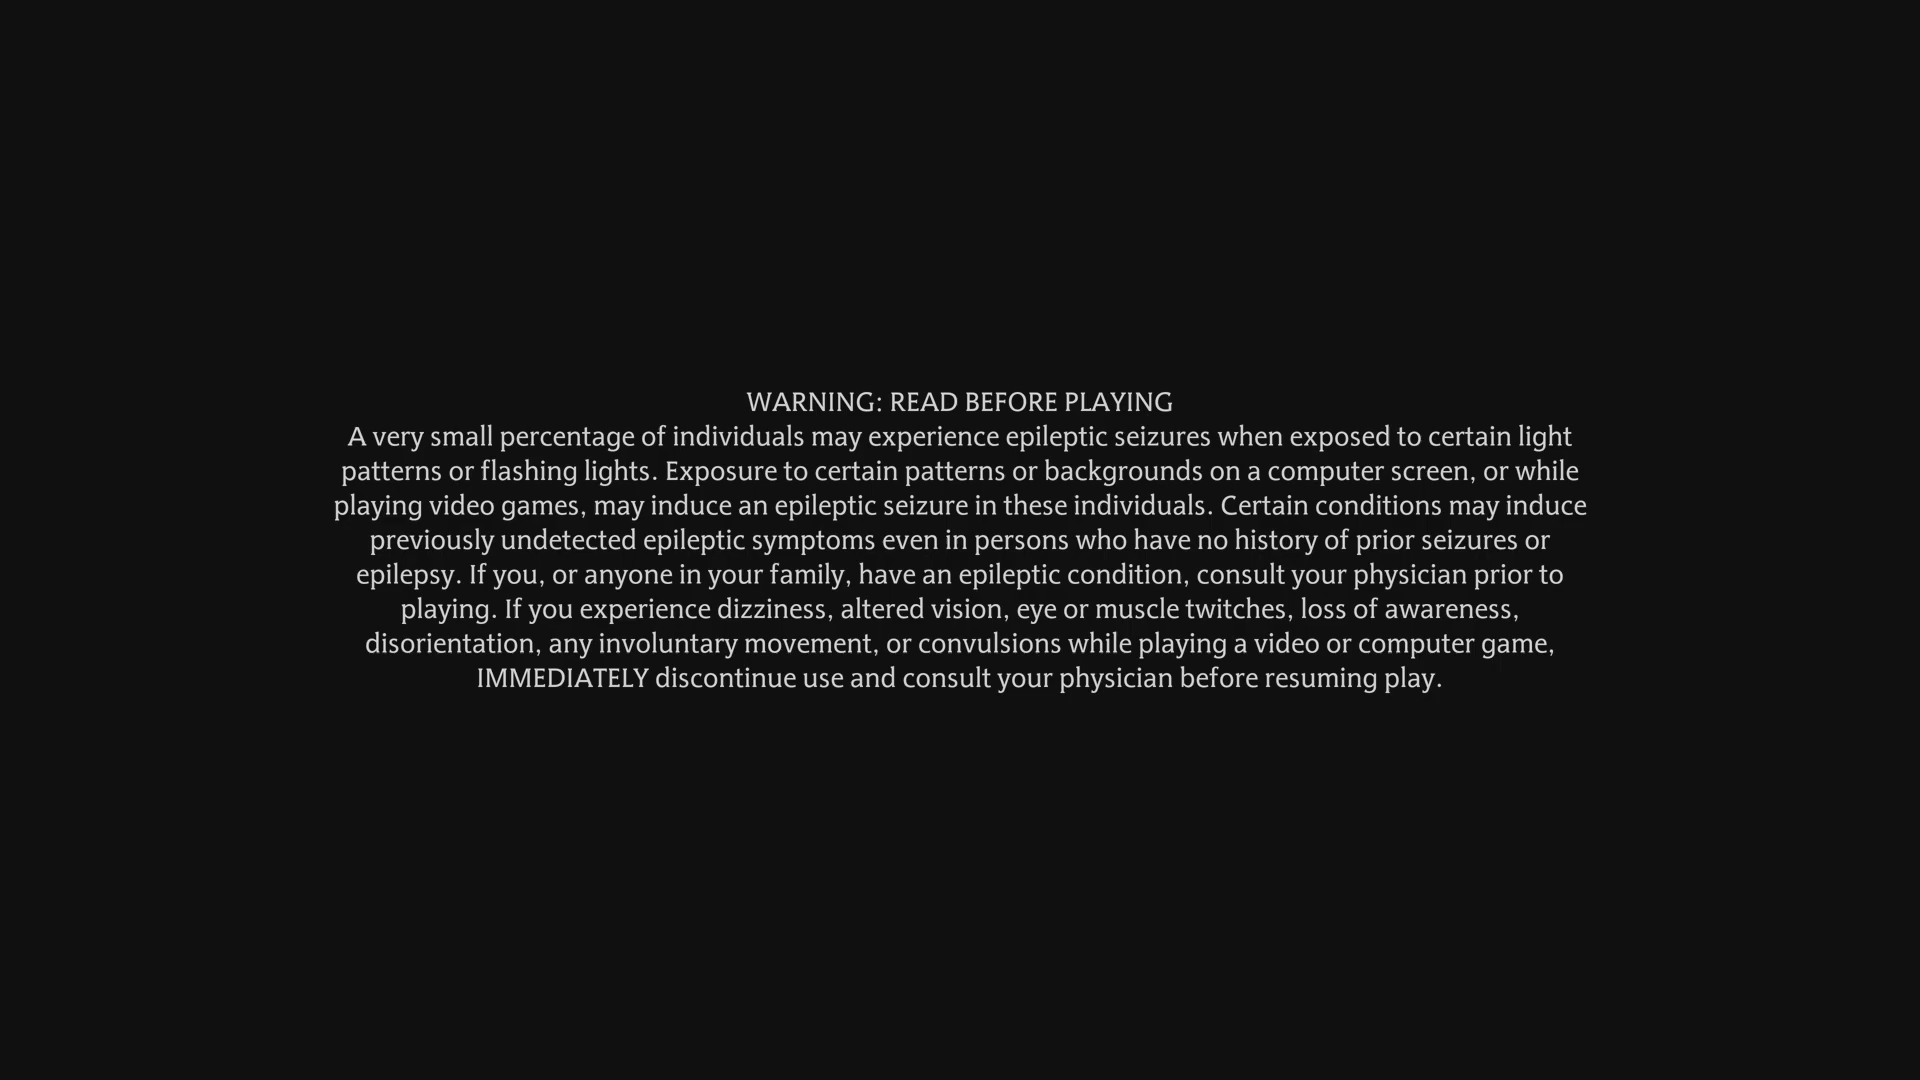 WARNING: READ BEFORE PLAYING
A very small percentage of individuals may experience epileptic seizures when exposed to certain light
patterns or flashing lights. Exposure to certain patterns or backgrounds on a computer screen, or while
playing video games, may induce an epileptic seizure in these individuals. Certain conditions may induce
previously undetected epileptic symptoms even in persons who have no history of prior seizures or
epilepsy. If you, or anyone in your family, have an epileptic condition, consult your physician prior to
playing. If you experience dizziness, altered vision, eye or muscle twitches, loss of awareness,
disorientation, any involuntary movement, or convulsions while playing a video or computer game,
IMMEDIATELY discontinue use and consult your physician before resuming play.